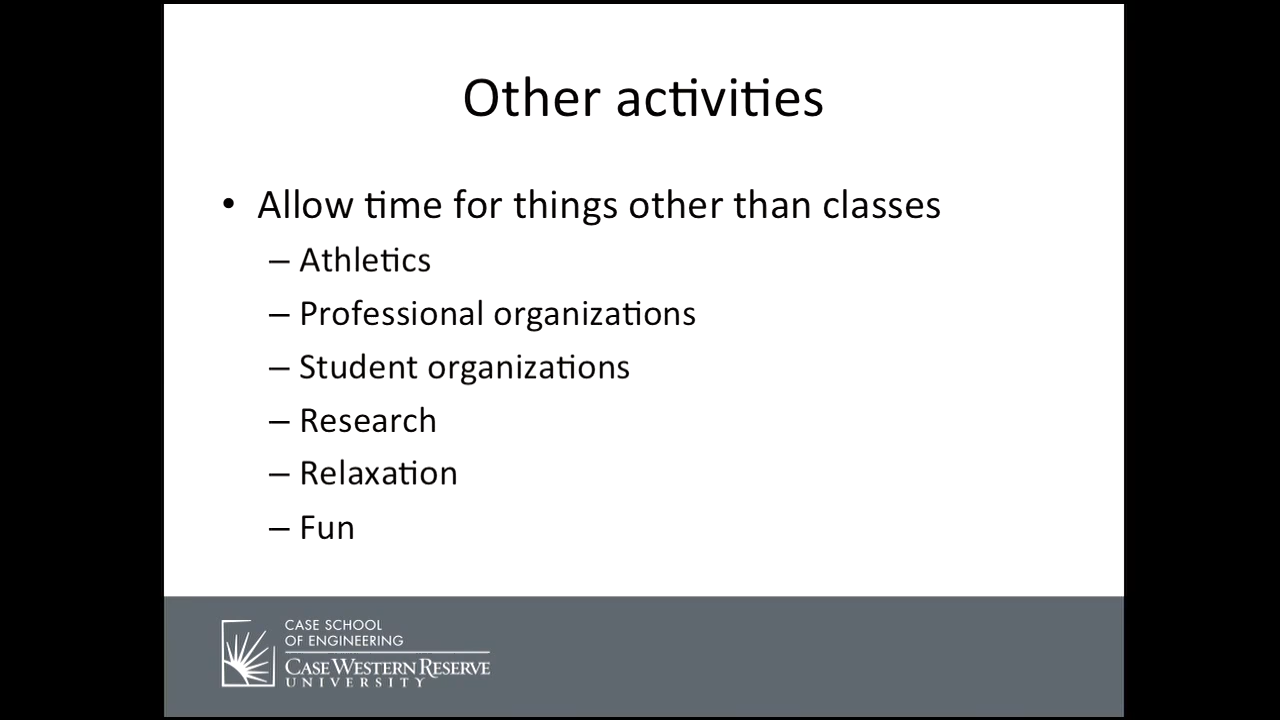 Other activities
• Allow time for things other than classes
– Athletics
– Professional organizations
– Student organizations
– Research
– Relaxation
– Fun
CASE SCHOOL
OF ENGINEERING
CASE WESTERN RESERVE
UNIVERSITY